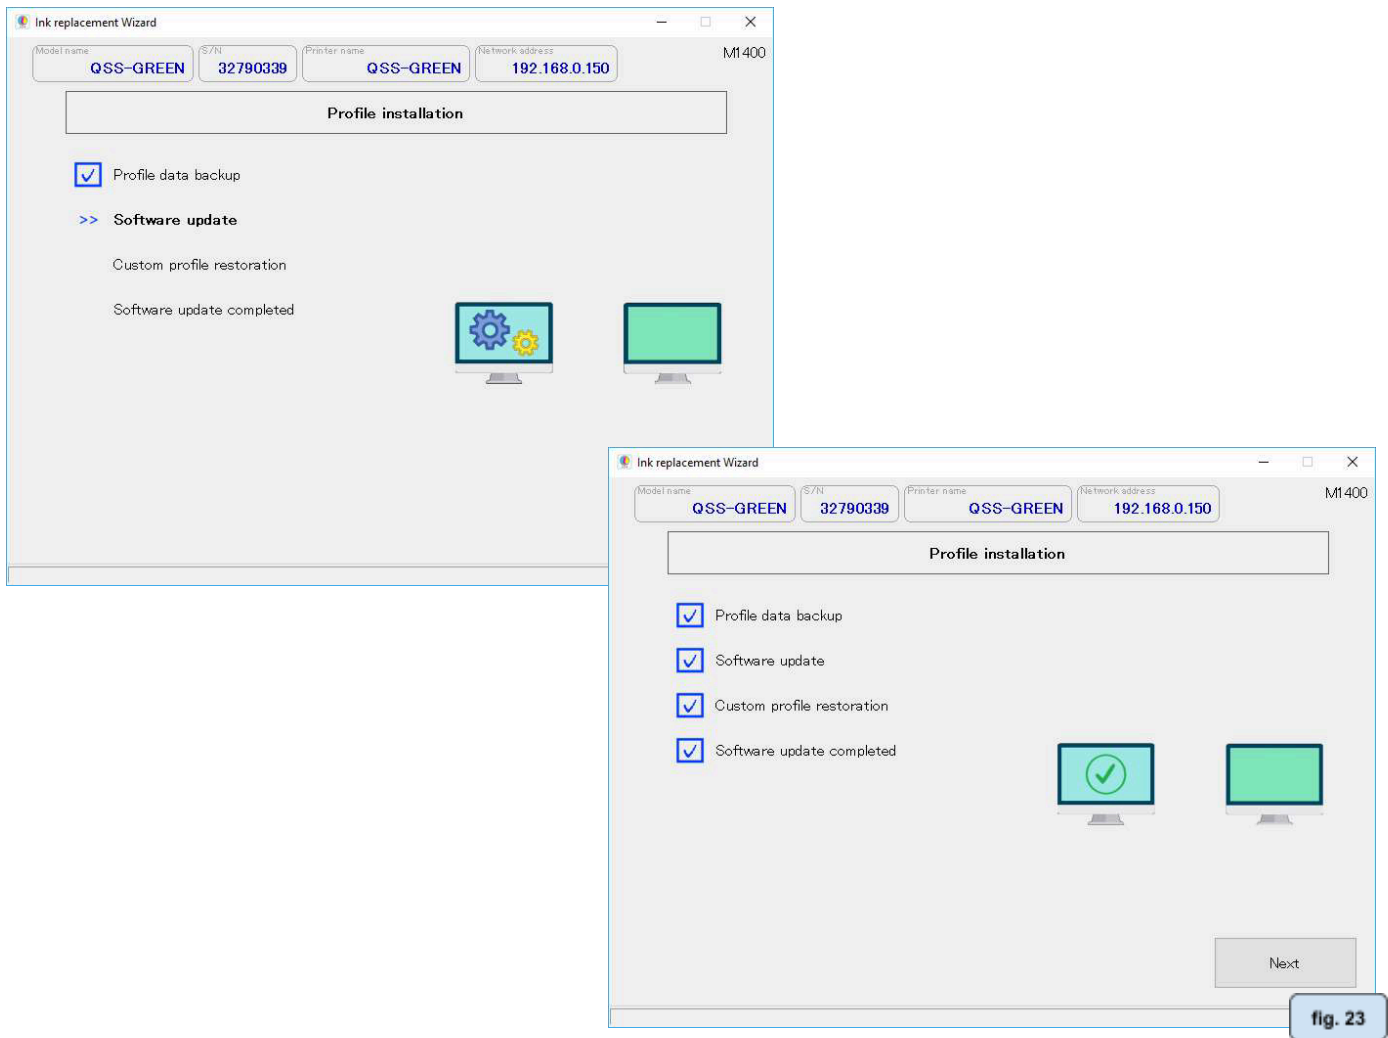 Ink replacement Wizard
Model name
QSS-GREEN
S/N
32790339
Printer name
QSS-GREEN
Network address
192.168.0.150
M1400
Profile installation
Profile data backup
>> Software update
Custom profile restoration
Software update completed
Ink replacement Wizard
Model name
QSS-GREEN
S/N
32790339
Printer name
QSS-GREEN
Network address
192.168.0.150
M1400
Profile installation
Profile data backup
Software update
Custom profile restoration
Software update completed
Next
fig. 23